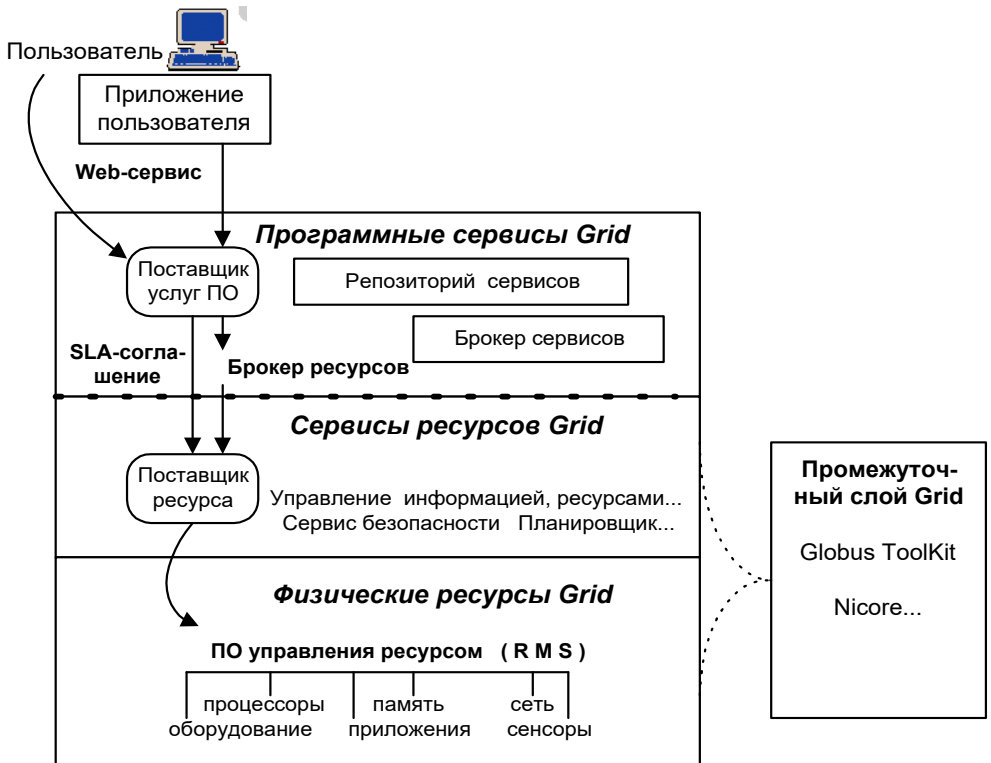 Пользователь
Приложение
пользователя
Web-сервис
Программные сервисы Grid
Поставщик
услуг ПО
Репозиторий сервисов
Брокер сервисов
SLA-согла-
шение
Брокер ресурсов
Сервисы ресурсов Grid
Поставщик
ресурса
Управление информацией, ресурсами...
Сервис безопасности Планировщик...
Промежуточ-
ный слой Grid
Globus ToolKit
Nicore...
Физические ресурсы Grid
ПО управления ресурсом ( R M S )
процессоры память сеть
оборудование приложения сенсоры